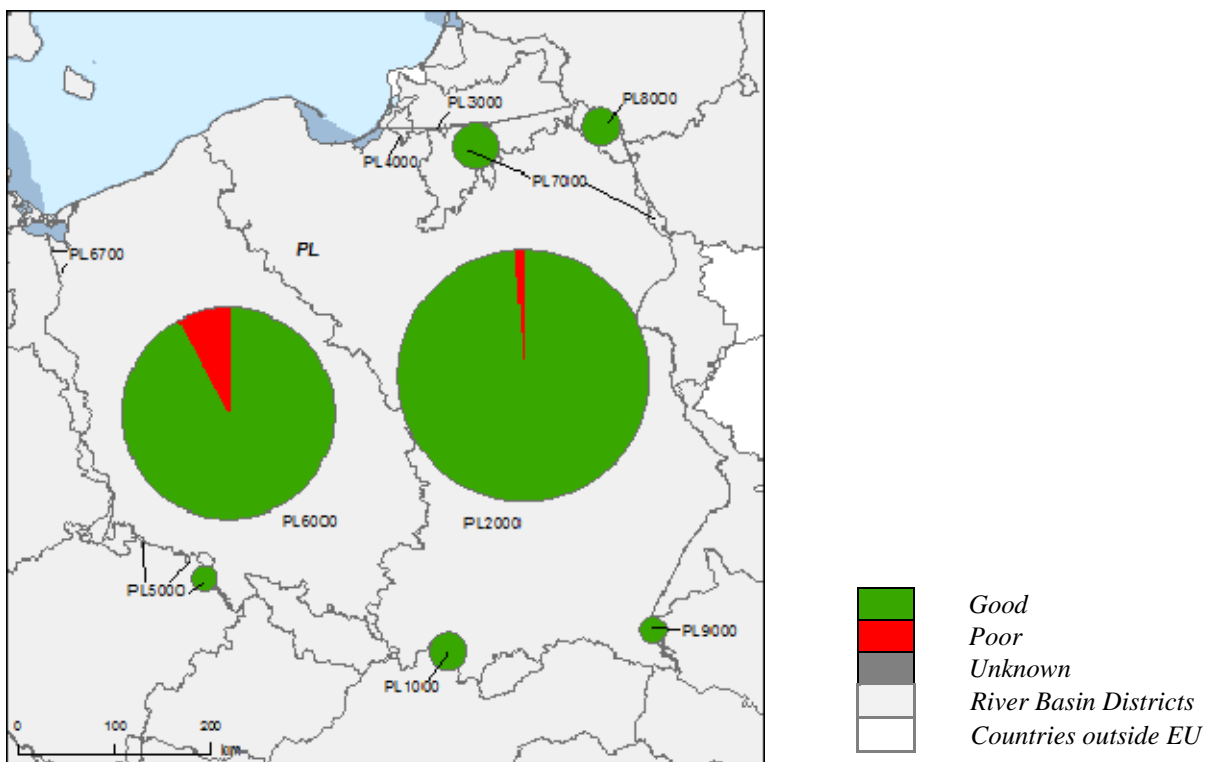 PL8000
PL3000
PL4000
PL7000
PL
PL6700
PL6000
PL2000
PL5000
PL9000
PL1000
0 100 200
km
Good
Poor
Unknown
River Basin Districts
Countries outside EU